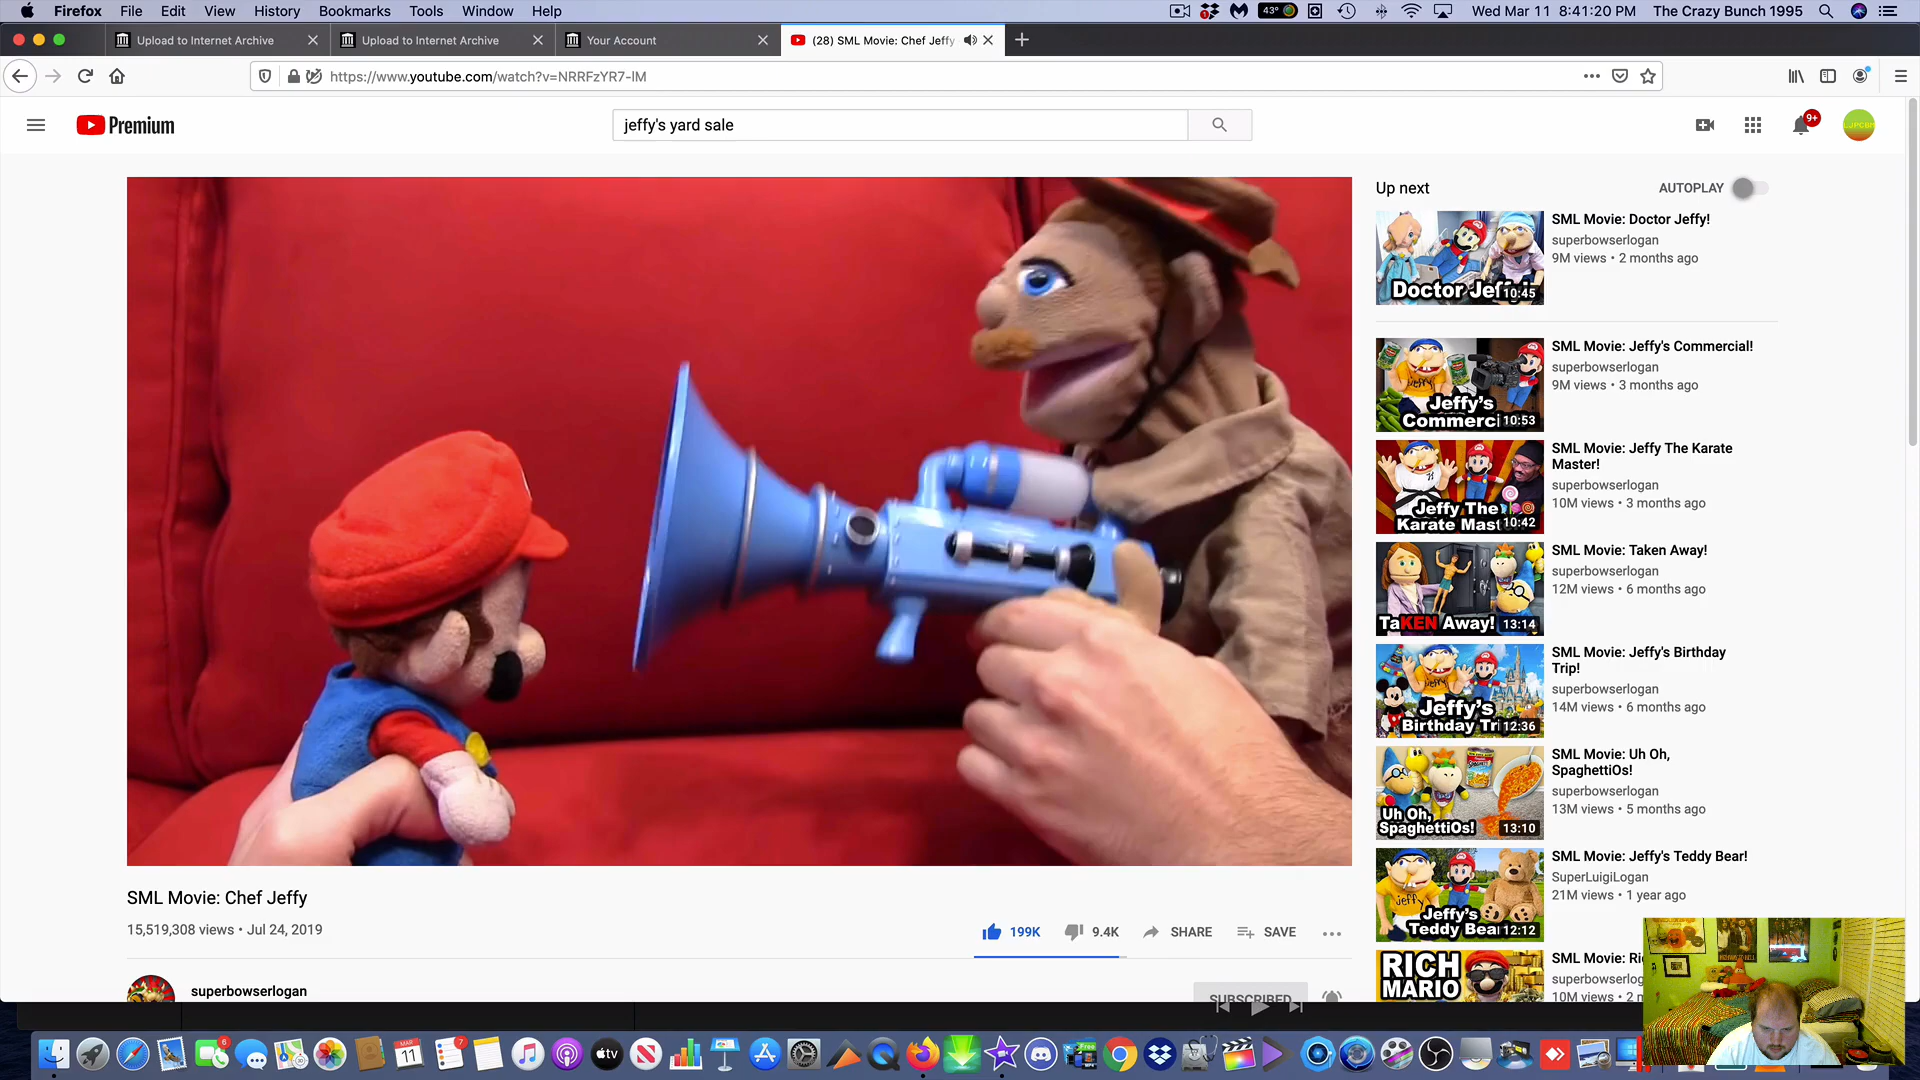 Firefox File Edit View History Bookmarks Tools Window Help
43° Wed Mar 11 8:41:20 PM The Crazy Bunch 1995
Upload to Internet Archive
Upload to Internet Archive
Your Account
(28) SML Movie: Chef Jeffy
https://www.youtube.com/watch?v=NRRFzYR7-lM
Premium
jeffy's yard sale
9+
Up next
AUTOPLAY
Doctor Jeffy!
10:45
SML Movie: Doctor Jeffy!
superbowserlogan
9M views • 2 months ago
Jeffy's
Commerci
10:53
SML Movie: Jeffy's Commercial!
superbowserlogan
9M views • 3 months ago
Jeffy The
Karate Mast
10:42
SML Movie: Jeffy The Karate
Master!
superbowserlogan
10M views • 3 months ago
TaKEN Away!
13:14
SML Movie: Taken Away!
superbowserlogan
12M views • 6 months ago
Jeffy's
Birthday Tri
12:36
SML Movie: Jeffy's Birthday
Trip!
superbowserlogan
14M views • 6 months ago
Uh Oh,
SpaghettiOs!
13:10
SML Movie: Uh Oh,
SpaghettiOs!
superbowserlogan
13M views • 5 months ago
jeffy
Jeffy's
Teddy Bea
12:12
SML Movie: Jeffy's Teddy Bear!
SuperLuigiLogan
21M views • 1 year ago
RICH
MARIO
SML Movie: Ri
superbowserlogan
10M views • 2 m
SML Movie: Chef Jeffy
15,519,308 views • Jul 24, 2019
199K
9.4K
SHARE
SAVE
superbowserlogan
SUBSCRIBED
6
MAR
11
7
tv